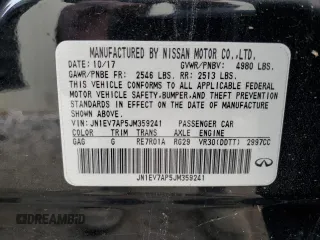 MANUFACTURED BY NISSAN MOTOR CO.,LTD.
DATE: 10/17 GVWR/PNBV: 4980 LBS.
GAWR/PNBE FR: 2546 LBS. RR: 2513 LBS.
THIS VEHICLE CONFORMS TO ALL APPLICABLE
FEDERAL MOTOR VEHICLE
SAFETY-BUMPER, AND THEFT PREVENTION
STANDARDS IN EFFECT ON THE DATE OF MANUFACTURE
SHOWN ABOVE.
VIN: JN1EV7AP5JM359241 PASSENGER CAR
COLOR TRIM TRANS AXLE ENGINE
GAG G RE7R01A RG29 VR30(DDTT) 2997CC
JN1EV7AP5JM359241
AutoBidMaster